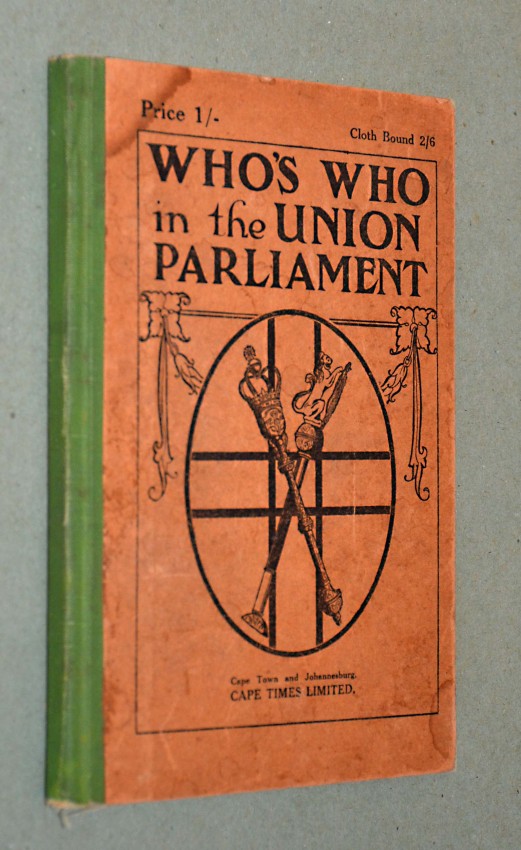 Price 1/-
Cloth Bound 2/6
WHO'S WHO
in the UNION
PARLIAMENT
Cape Town and Johannesburg.
CAPE TIMES LIMITED.